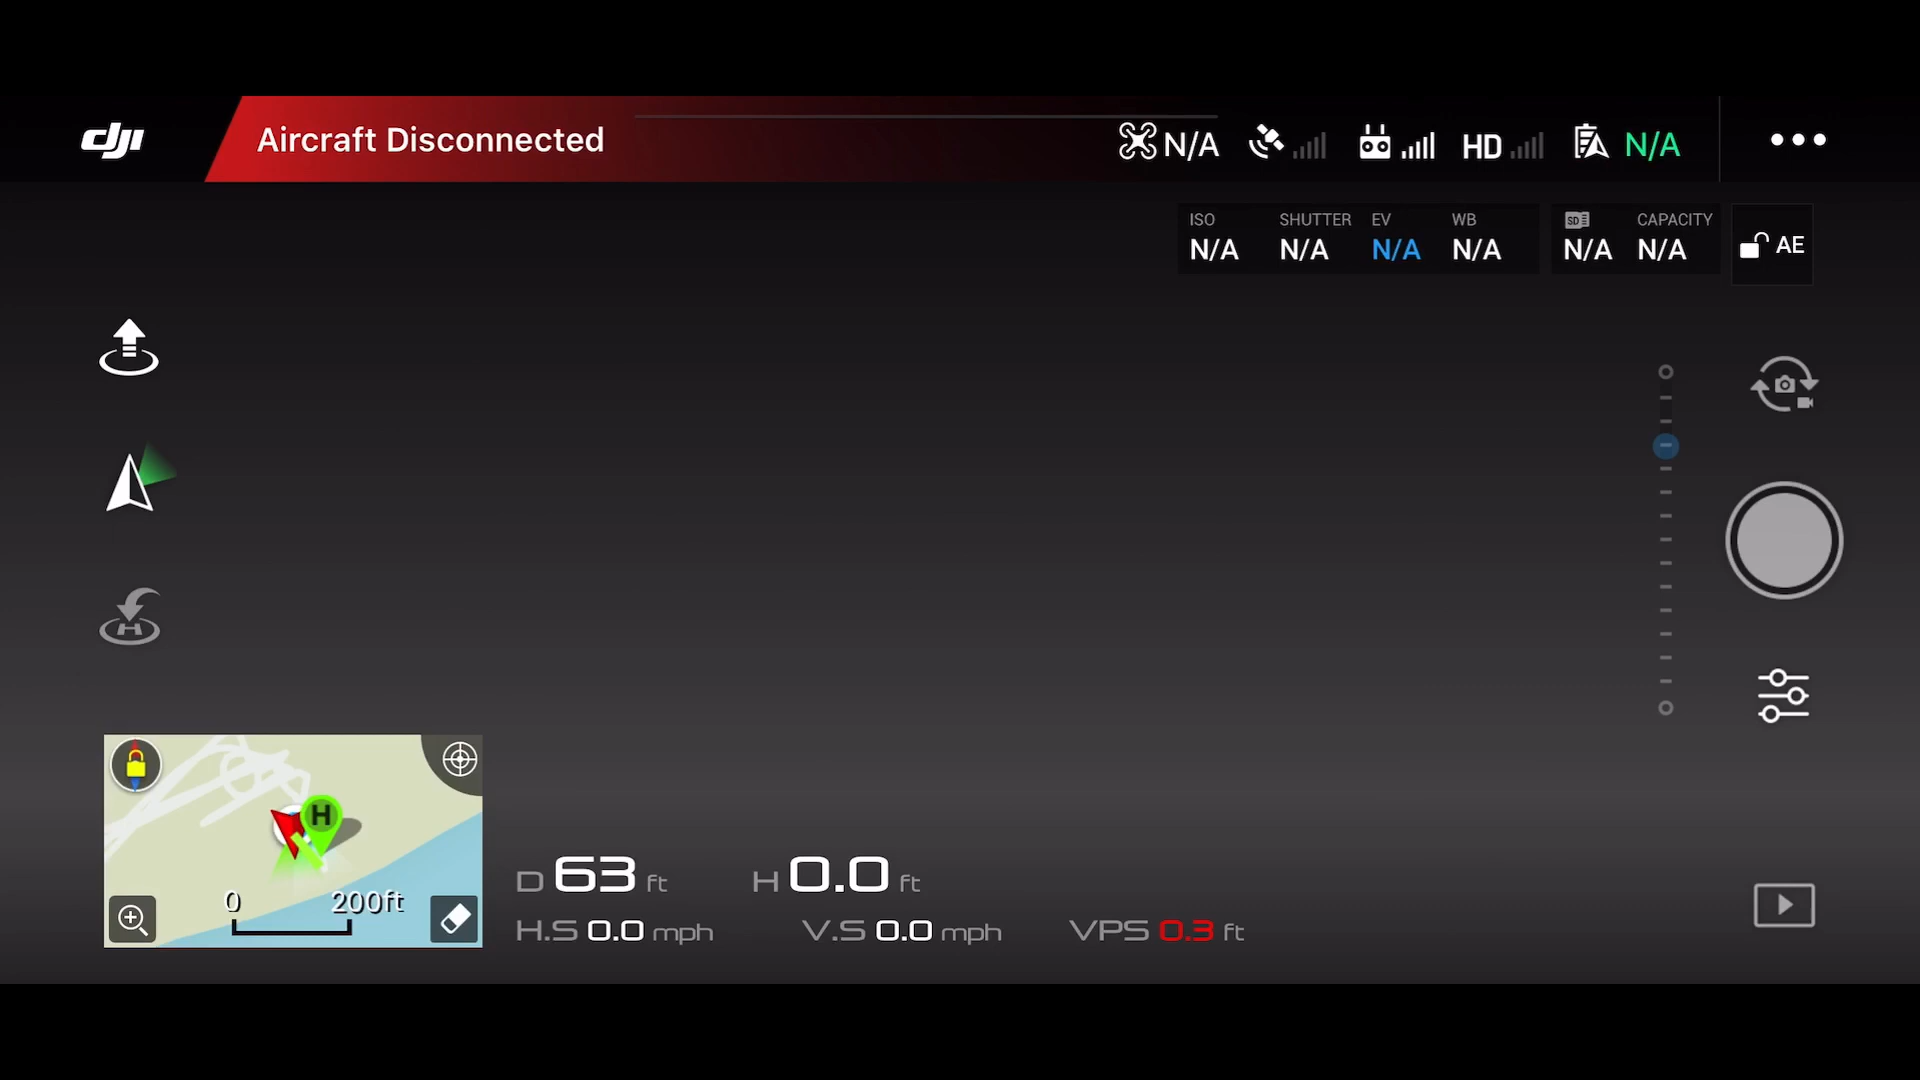 dji Aircraft Disconnected N/A HD N/A
ISO SHUTTER EV WB SD CAPACITY
N/A N/A N/A N/A N/A N/A AE
H
H
0 200ft
D 63 ft H 0.0 ft
H.S 0.0 mph V.S 0.0 mph VPS 0.3 ft